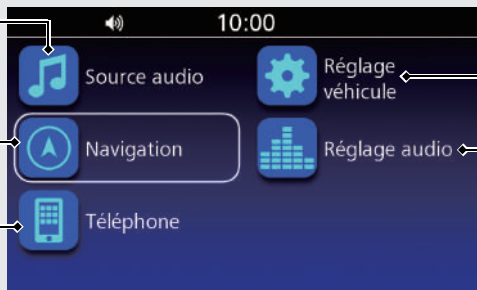 10:00
Source audio
Réglage
véhicule
Navigation
Réglage audio
Téléphone